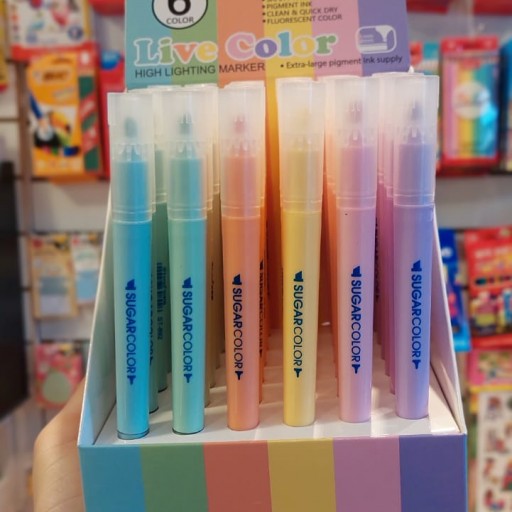 6
COLOR
• PIGMENT INK
• CLEAN & QUICK DRY
• FLUORESCENT COLOR
Live Color
HIGH LIGHTING MARKER
• Extra-large pigment ink supply
SUGARCOLOR
SUGARCOLOR
SUGARCOLOR
SUGARCOLOR
SUGARCOLOR
SUGARCOLOR